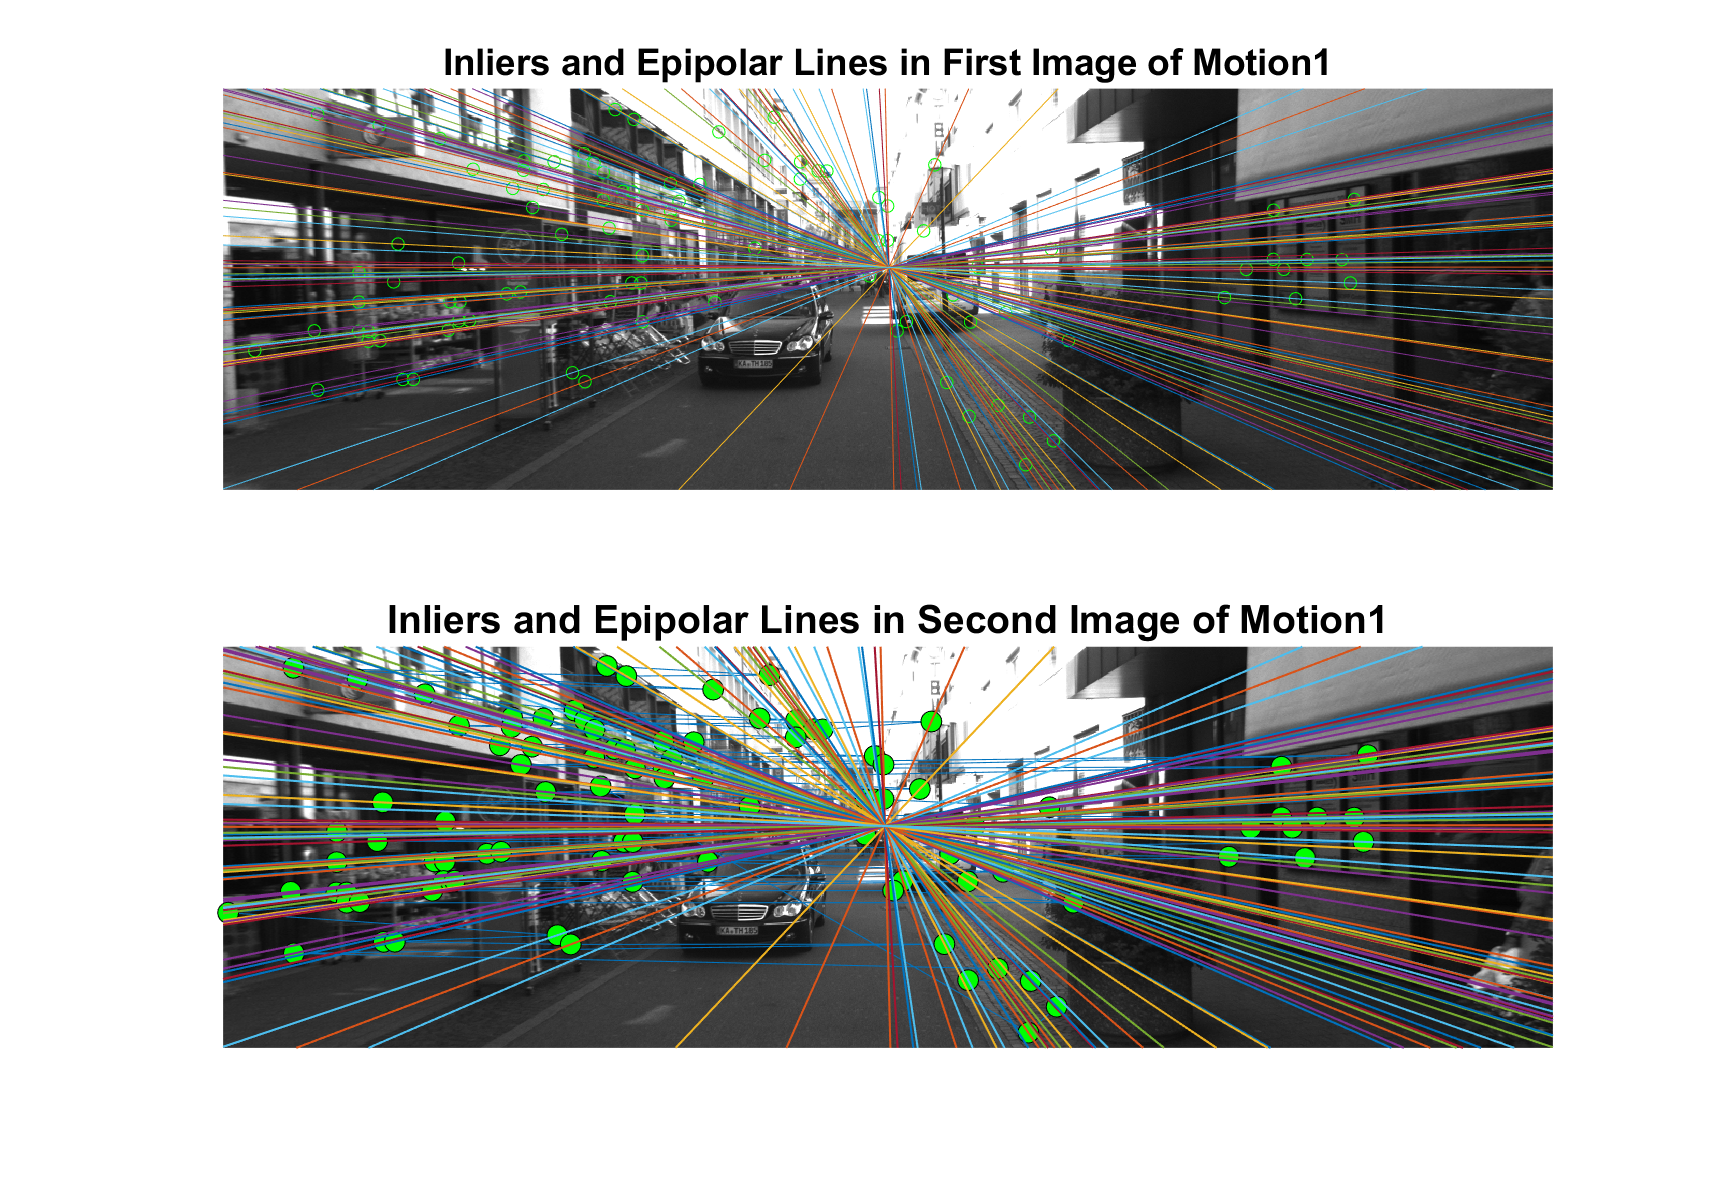 Inliers and Epipolar Lines in First Image of Motion1
Inliers and Epipolar Lines in Second Image of Motion1